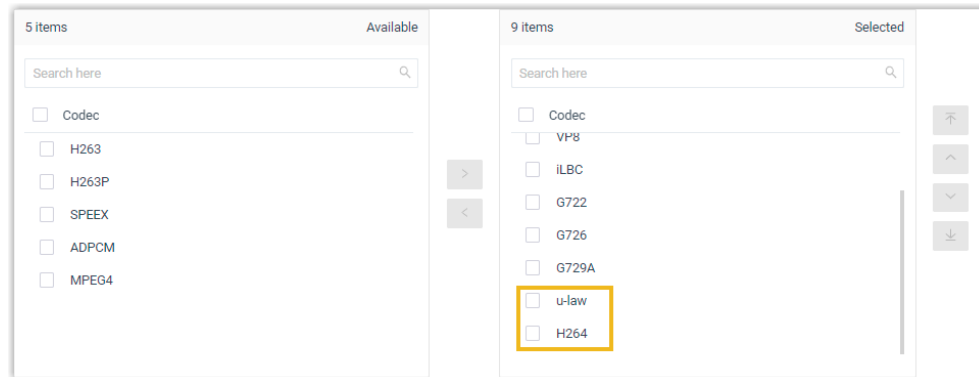 5 items Available
Search here
Codec
H263
H263P
SPEEX
ADPCM
MPEG4
9 items Selected
Search here
Codec
VP8
iLBC
G722
G726
G729A
u-law
H264